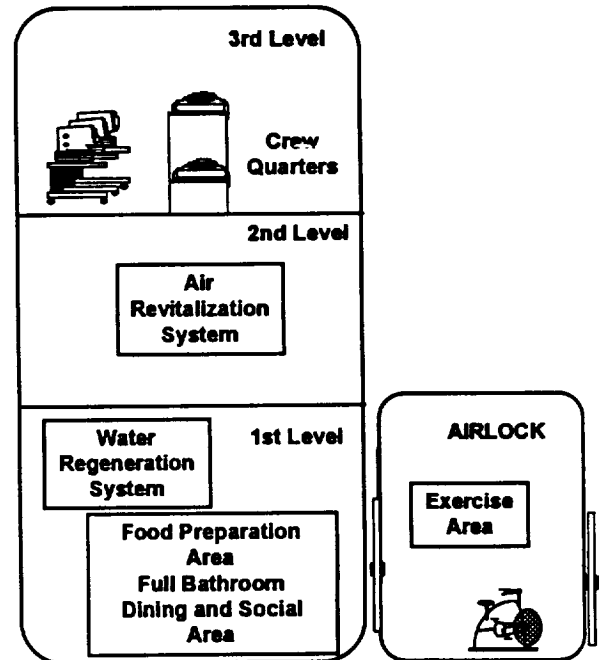 3rd Level
Crew
Quarters
2nd Level
Air
Revitalization
System
1st Level
Water
Regeneration
System
Food Preparation
Area
Full Bathroom
Dining and Social
Area
AIRLOCK
Exercise
Area